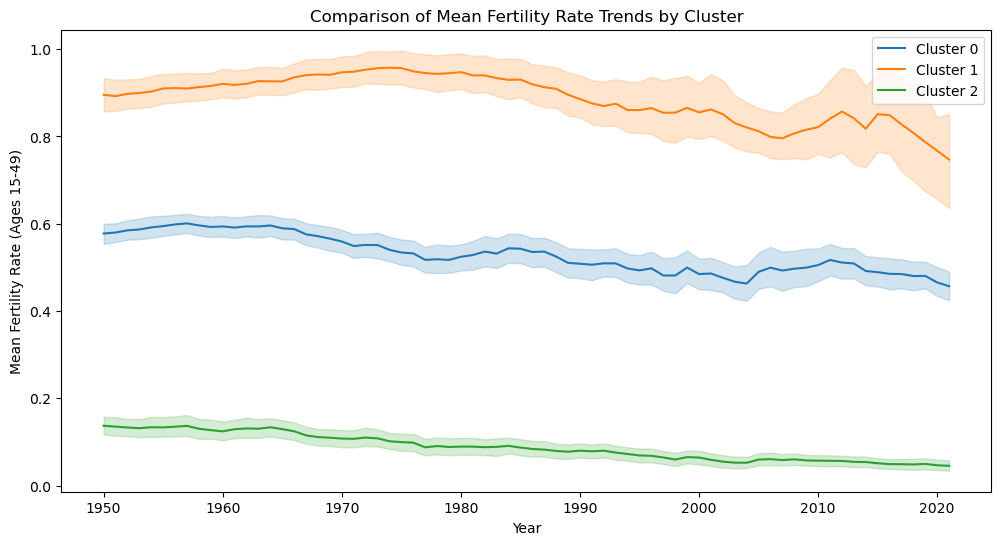 Comparison of Mean Fertility Rate Trends by Cluster
Mean Fertility Rate (Ages 15-49)
1.0
0.8
0.6
0.4
0.2
0.0
Cluster 0
Cluster 1
Cluster 2
1950
1960
1970
1980
1990
2000
2010
2020
Year